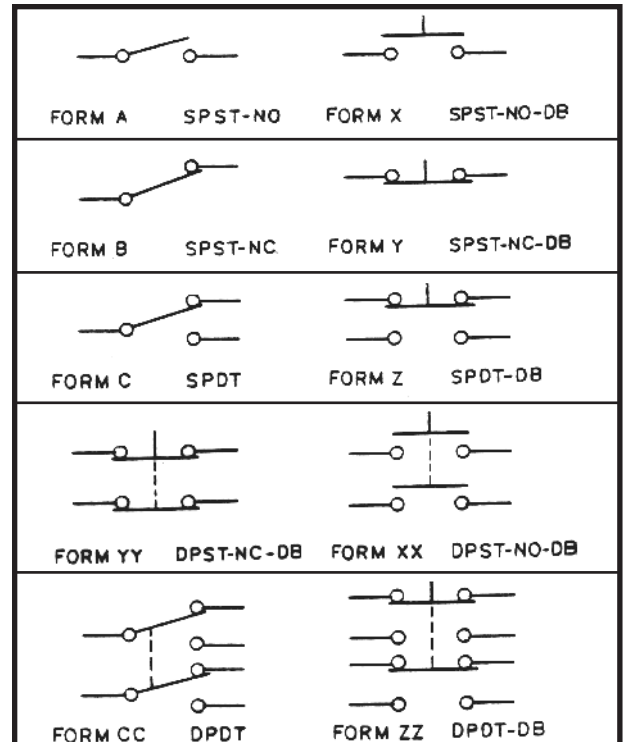 FORM A SPST-NO FORM X SPST-NO-DB
FORM B SPST-NC FORM Y SPST-NC-DB
FORM C SPDT FORM Z SPDT-DB
FORM YY DPST-NC-DB FORM XX DPST-NO-DB
FORM CC DPDT FORM ZZ DPDT-DB